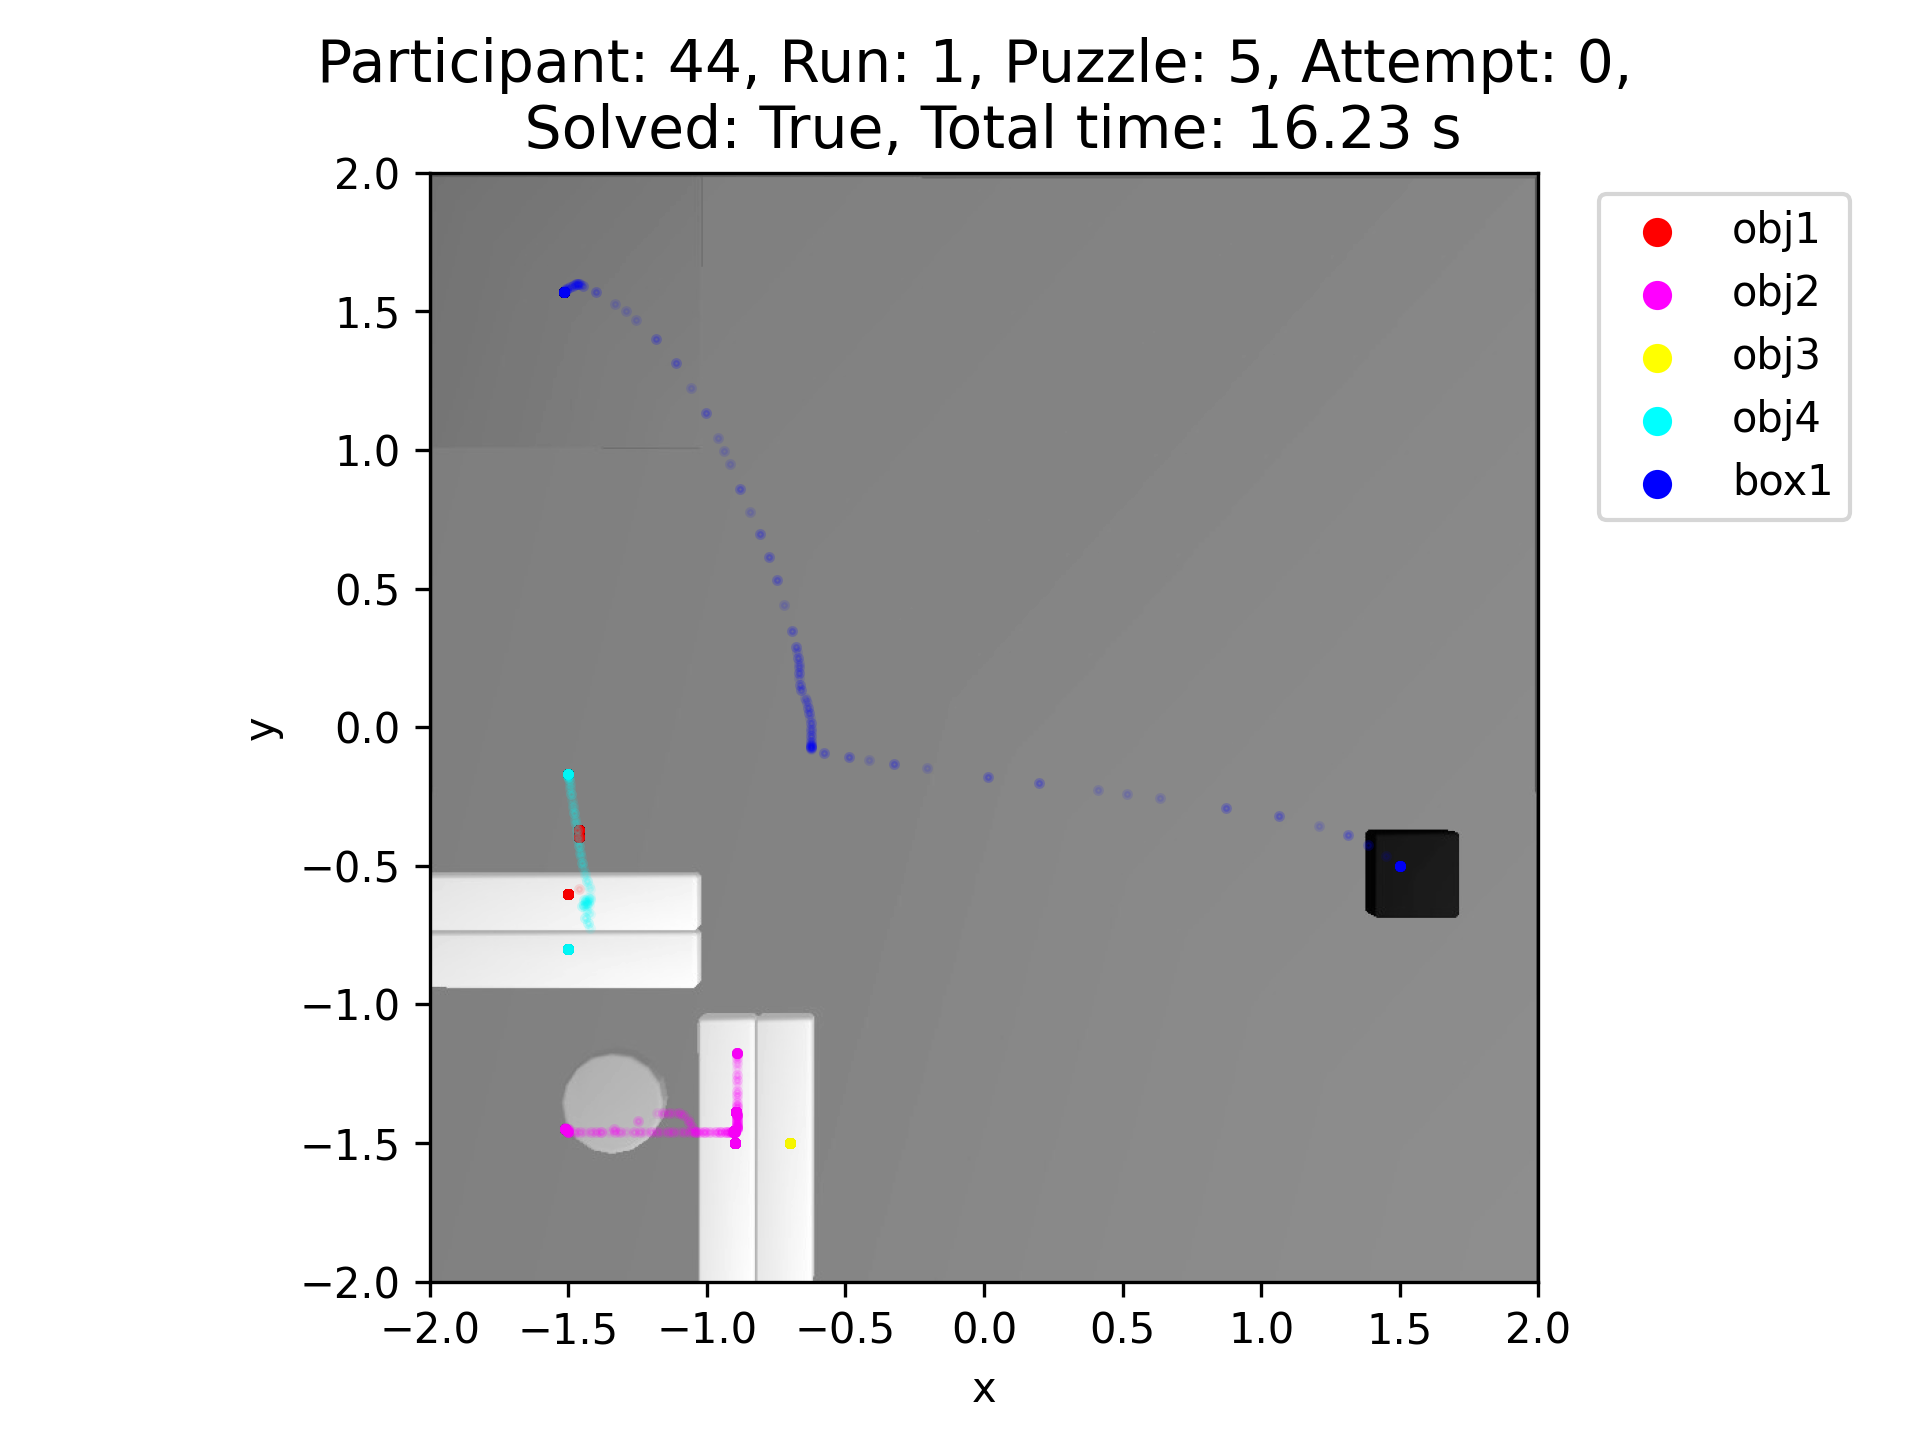 Participant: 44, Run: 1, Puzzle: 5, Attempt: 0,
Solved: True, Total time: 16.23 s
2.0
1.5
1.0
0.5
0.0
−0.5
−1.0
−1.5
−2.0
y
−2.0 −1.5 −1.0 −0.5 0.0 0.5 1.0 1.5 2.0
x
obj1
obj2
obj3
obj4
box1